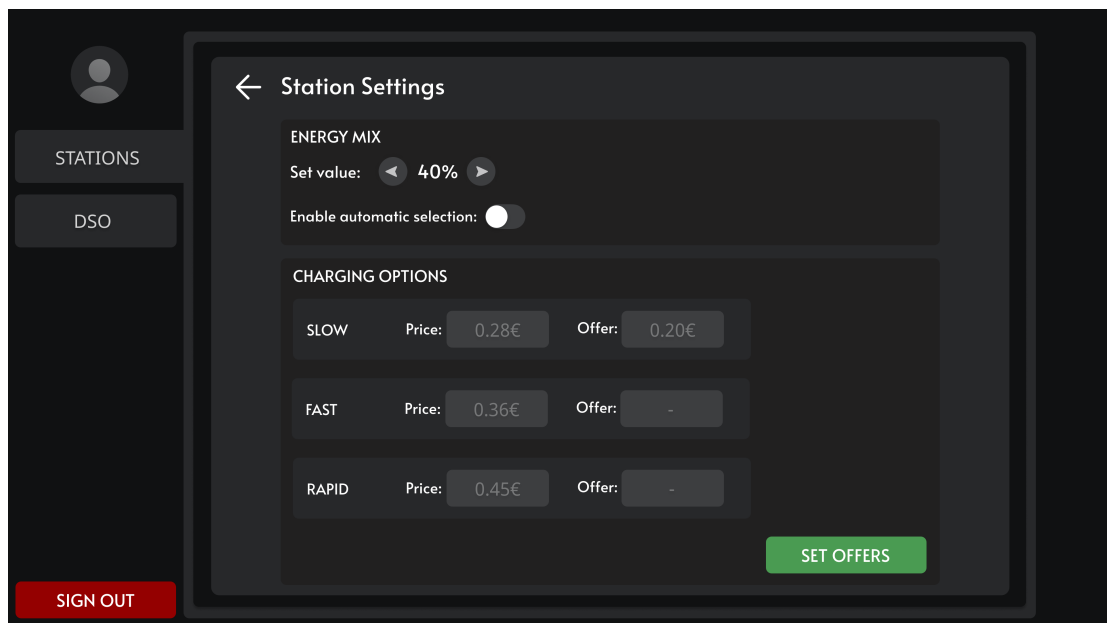 STATIONS
DSO
SIGN OUT
Station Settings
ENERGY MIX
Set value: 40%
Enable automatic selection:
CHARGING OPTIONS
SLOW Price: 0.28€ Offer: 0.20€
FAST Price: 0.36€ Offer: -
RAPID Price: 0.45€ Offer: -
SET OFFERS